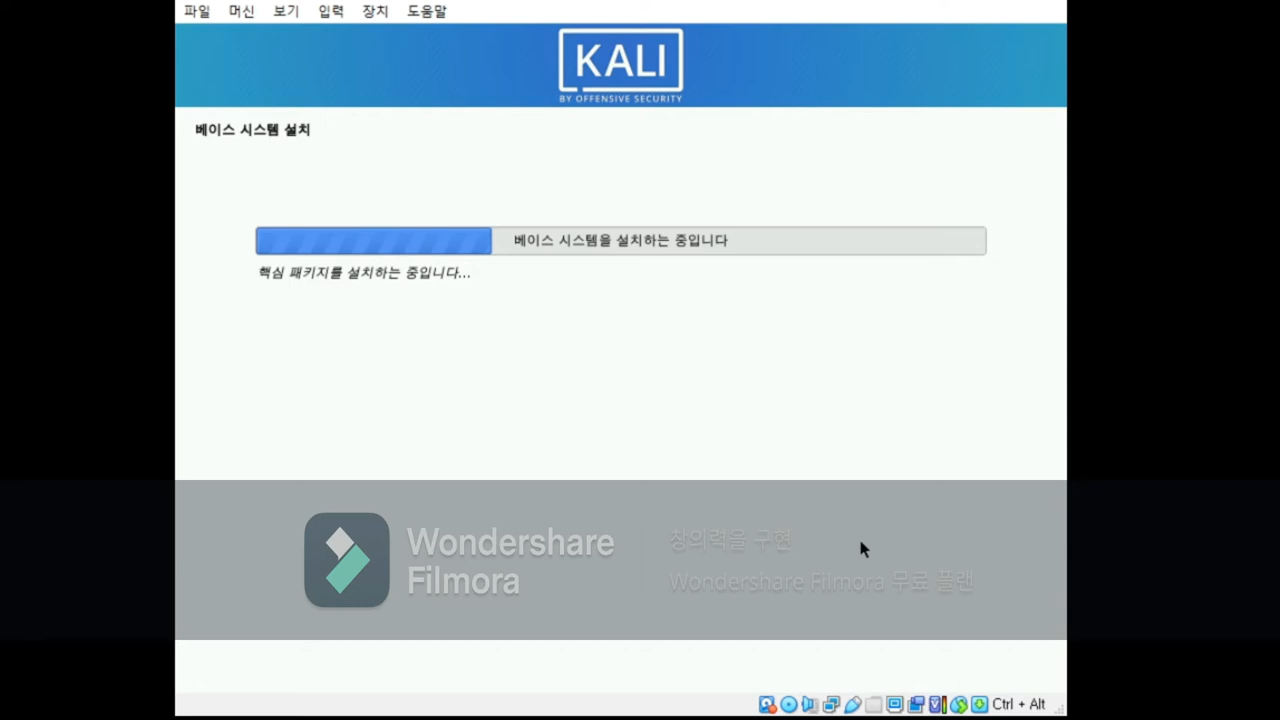 파일 머신 보기 입력 장치 도움말
KALI
BY OFFENSIVE SECURITY
베이스 시스템 설치
베이스 시스템을 설치하는 중입니다
핵심 패키지를 설치하는 중입니다...
Wondershare
Filmora
창의력을 구현
Wondershare Filmora 무료 플랜
Ctrl + Alt